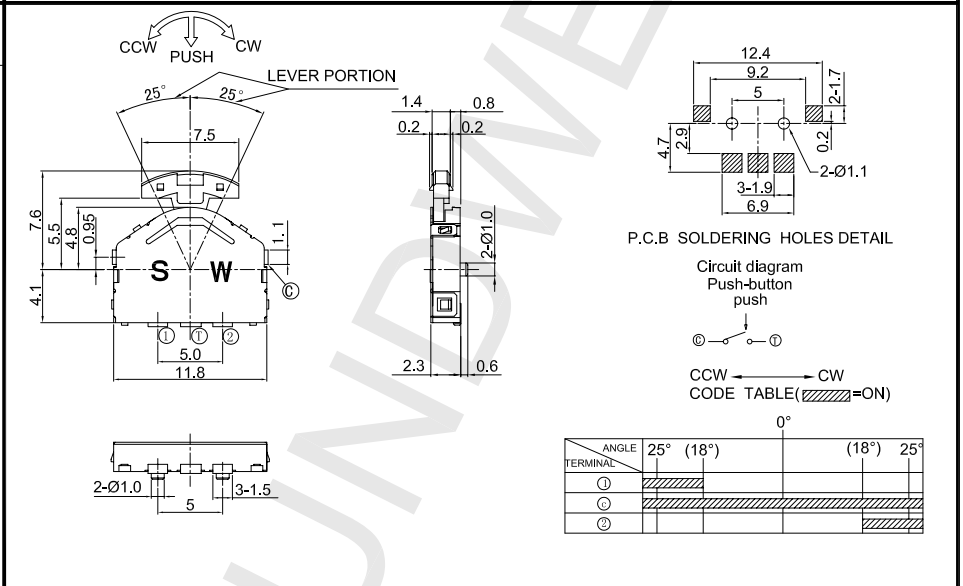 CCW PUSH CW
LEVER PORTION
25° 25°
7.5
7.6
5.5
4.8
0.95
4.1
1.1
S W
Ⓒ
① Ⓣ ②
5.0
11.8
1.4 0.8
0.2 0.2
2-Ø1.0
2.3 0.6
2-Ø1.0
5
3-1.5
12.4
9.2
5
2-1.7
0.2
4.7
2.9
2-Ø1.1
3-1.9
6.9
P.C.B SOLDERING HOLES DETAIL
Circuit diagram
Push-button
push
Ⓒ Ⓣ
CCW CW
CODE TABLE( =ON)
0°
ANGLE
TERMINAL
25° (18°) (18°) 25°
①
ⓒ
②
UNDWE